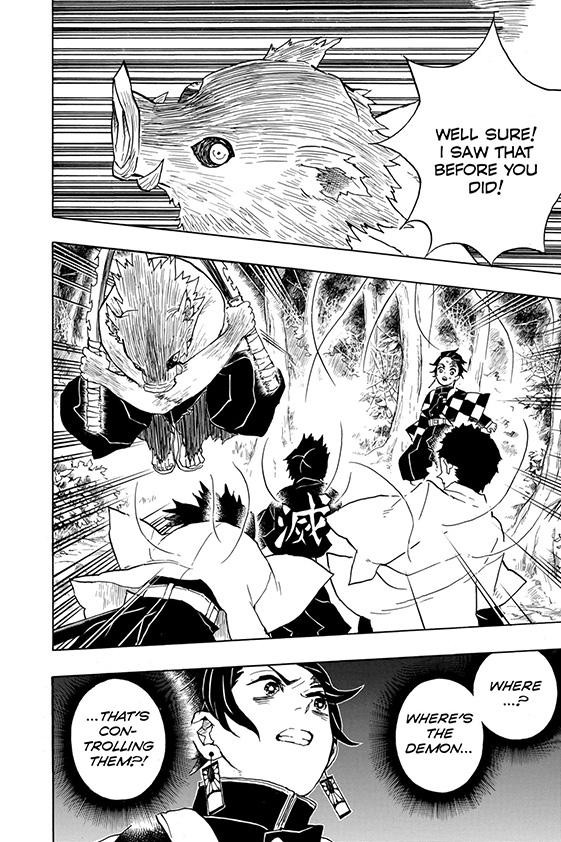 WELL SURE!
I SAW THAT
BEFORE YOU
DID!
滅
WHERE
...?
WHERE'S
THE
DEMON...
...THAT'S
CON-
TROLLING
THEM?!